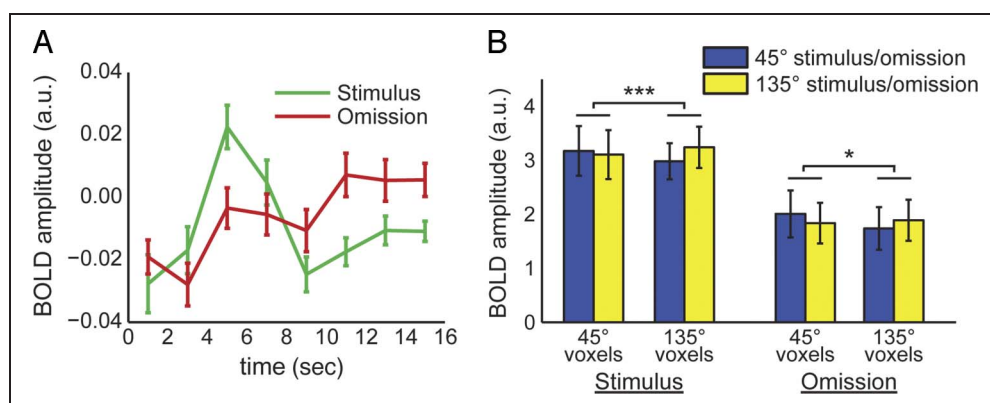 A
BOLD amplitude (a.u.)
0.04
0.02
0.00
−0.02
−0.04
0 2 4 6 8 10 12 14 16
time (sec)
Stimulus
Omission
B
45° stimulus/omission
135° stimulus/omission
BOLD amplitude (a.u.)
4
3
2
1
0
***
*
45° voxels
135° voxels
45° voxels
135° voxels
Stimulus
Omission